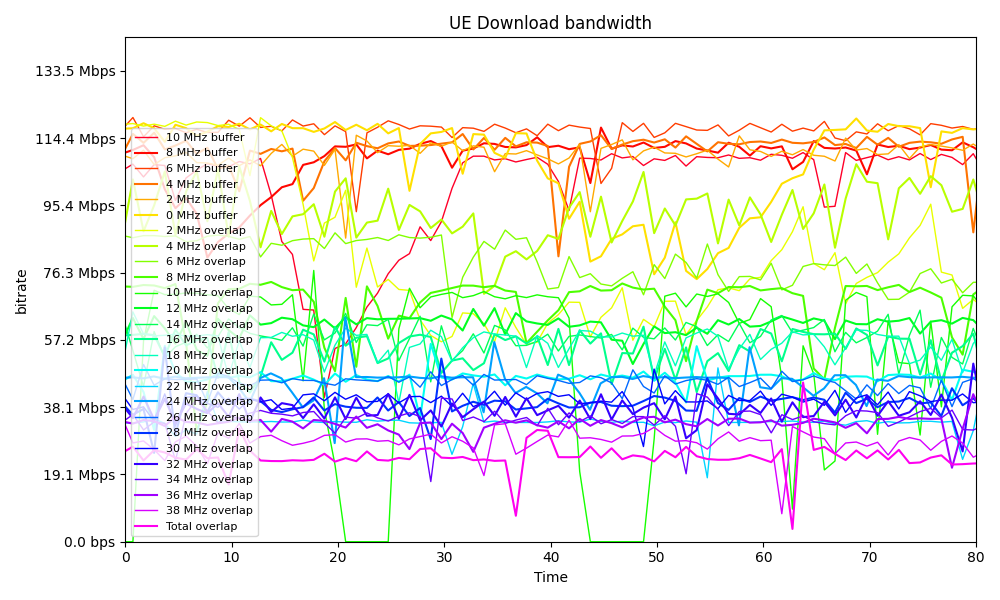 UE Download bandwidth
bitrate
133.5 Mbps
114.4 Mbps
95.4 Mbps
76.3 Mbps
57.2 Mbps
38.1 Mbps
19.1 Mbps
0.0 bps
10 MHz buffer
8 MHz buffer
6 MHz buffer
4 MHz buffer
2 MHz buffer
0 MHz buffer
2 MHz overlap
4 MHz overlap
6 MHz overlap
8 MHz overlap
10 MHz overlap
12 MHz overlap
14 MHz overlap
16 MHz overlap
18 MHz overlap
20 MHz overlap
22 MHz overlap
24 MHz overlap
26 MHz overlap
28 MHz overlap
30 MHz overlap
32 MHz overlap
34 MHz overlap
36 MHz overlap
38 MHz overlap
Total overlap
0 10 20 30 40 50 60 70 80
Time